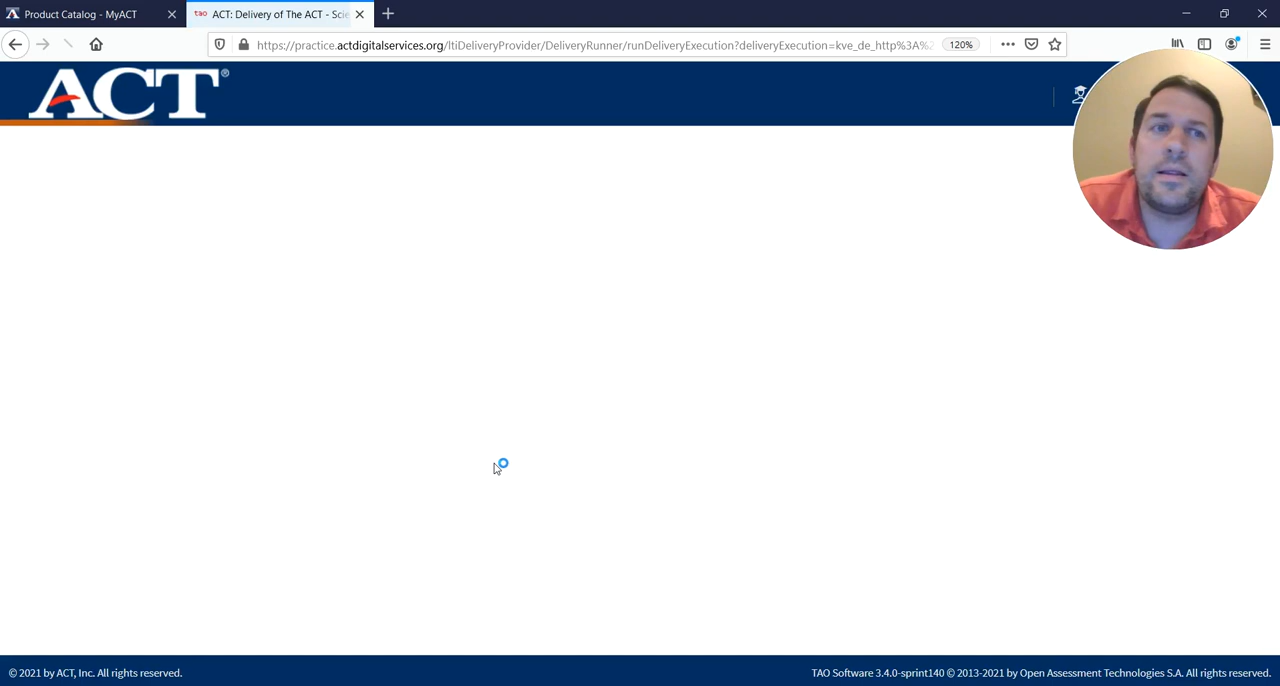 Product Catalog - MyACT
tao ACT: Delivery of The ACT - Scie
https://practice.actdigitalservices.org/ltiDeliveryProvider/DeliveryRunner/runDeliveryExecution?deliveryExecution=kve_de_http%3A%2
120%
ACT®
© 2021 by ACT, Inc. All rights reserved.
TAO Software 3.4.0-sprint140 © 2013-2021 by Open Assessment Technologies S.A. All rights reserved.